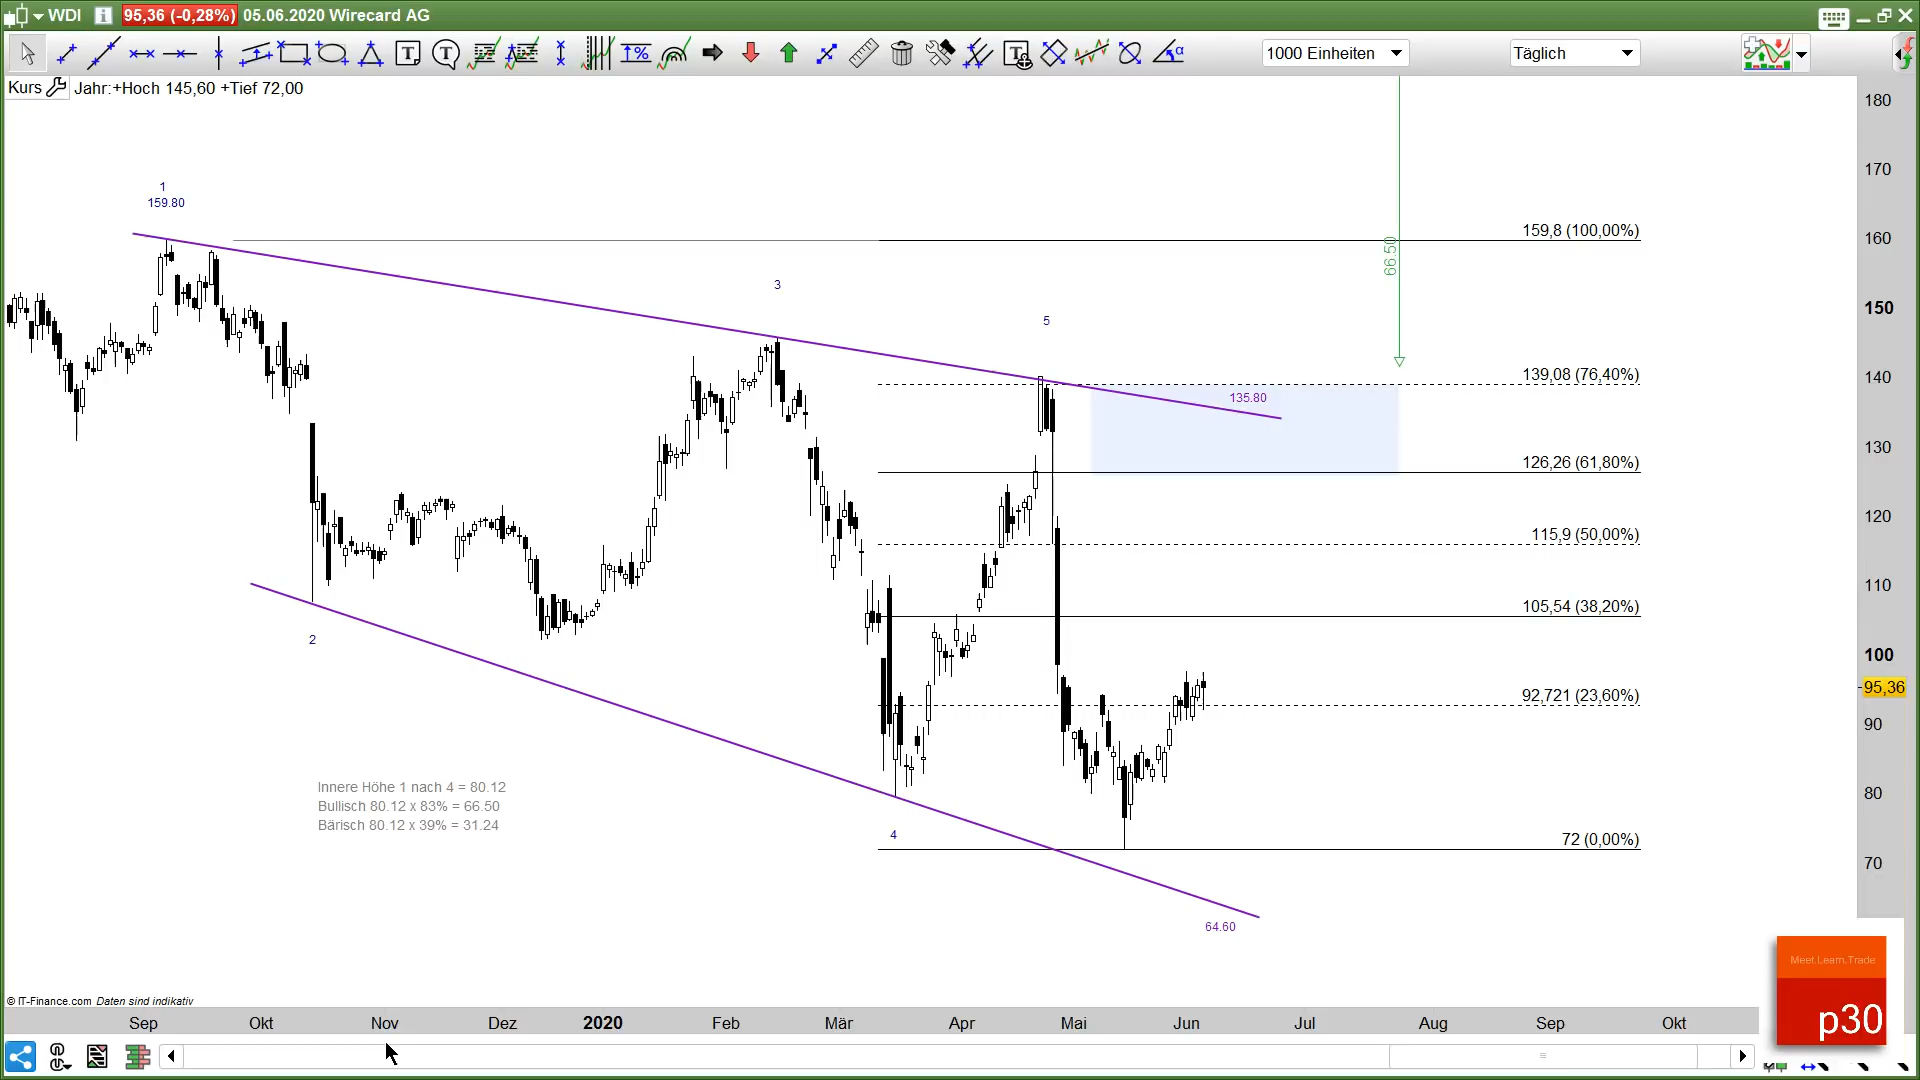 WDI 95,36 (-0,28%) 05.06.2020 Wirecard AG
1000 Einheiten
Täglich
Kurs Jahr:+Hoch 145,60 +Tief 72,00
180
170
1
159.80
159,8 (100,00%)
160
66.50
3
150
5
139,08 (76,40%)
140
135.80
130
126,26 (61,80%)
120
115,9 (50,00%)
110
105,54 (38,20%)
2
100
95,36
92,721 (23,60%)
90
Innere Höhe 1 nach 4 = 80.12
Bullisch 80.12 x 83% = 66.50
Bärisch 80.12 x 39% = 31.24
80
4
72 (0,00%)
70
64.60
Meet.Learn.Trade
p30
© IT-Finance.com Daten sind indikativ
Sep Okt Nov Dez 2020 Feb Mär Apr Mai Jun Jul Aug Sep Okt